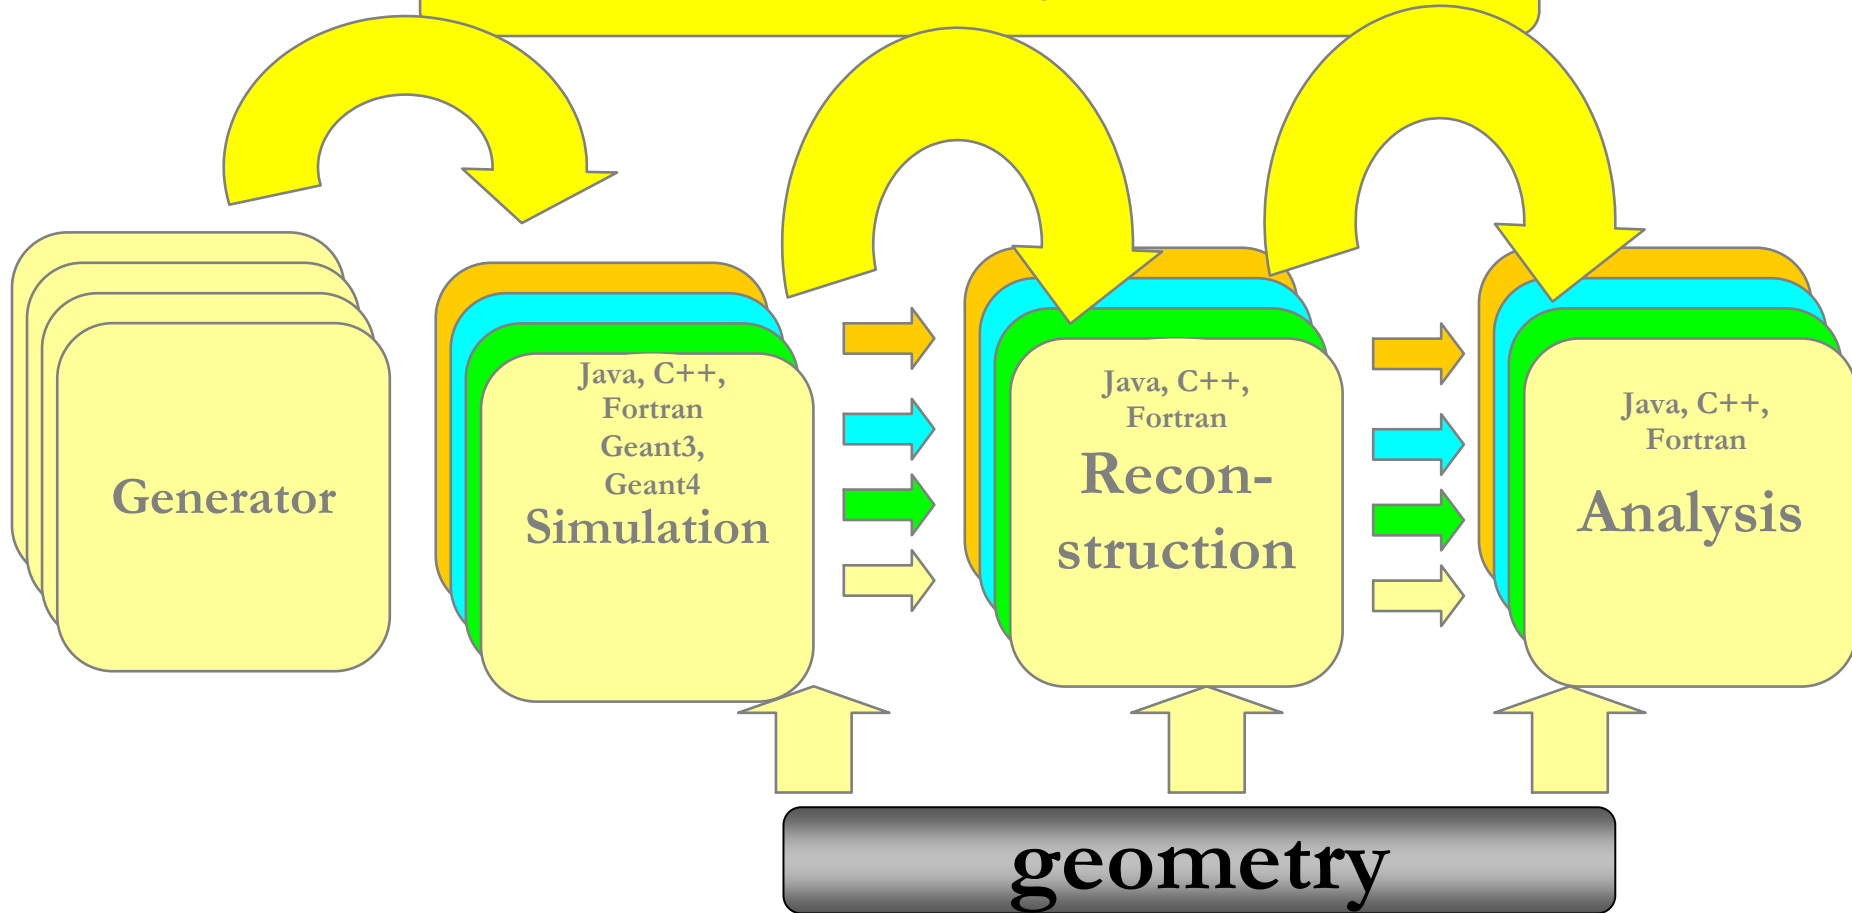 Generator
Java, C++,
Fortran
Geant3,
Geant4
Simulation
Java, C++,
Fortran
Recon-
struction
Java, C++,
Fortran
Analysis
geometry